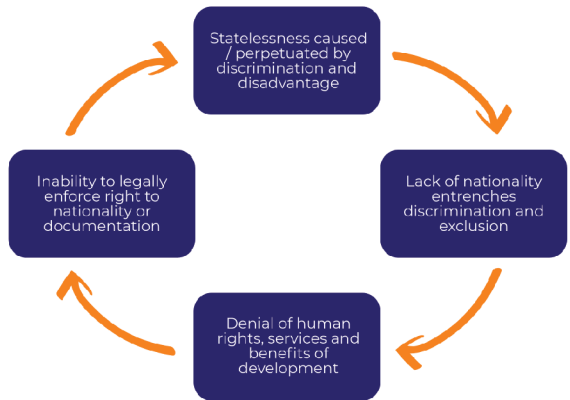 Statelessness caused
/ perpetuated by
discrimination and
disadvantage
Lack of nationality
entrenches
discrimination and
exclusion
Denial of human
rights, services and
benefits of
development
Inability to legally
enforce right to
nationality or
documentation